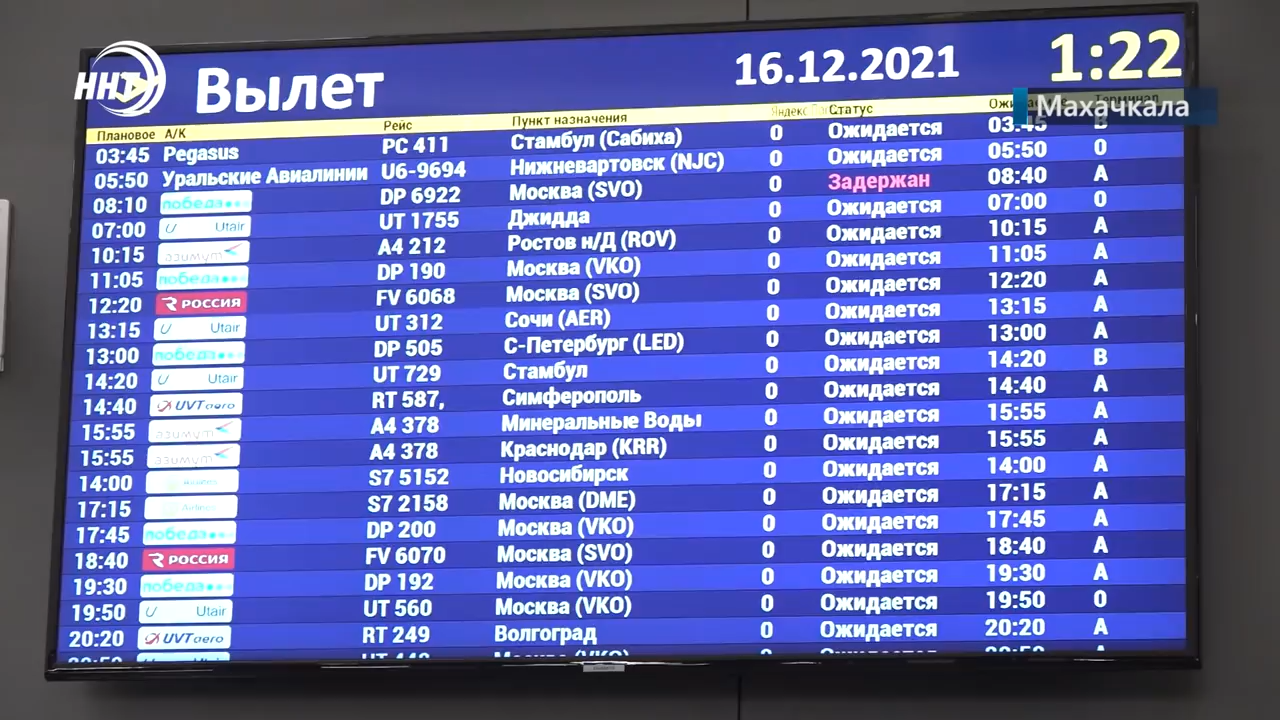 ННТ
Вылет 16.12.2021 1:22
Махачкала
Плановое А/К Рейс Пункт назначения Яндекс Статус Терминал
03:45 Pegasus PC 411 Стамбул (Сабиха) 0 Ожидается 03:45 B
05:50 Уральские Авиалинии U6-9694 Нижневартовск (NJC) 0 Ожидается 05:50 0
08:10 победа DP 6922 Москва (SVO) 0 Задержан 08:40 A
07:00 Utair UT 1755 Джидда 0 Ожидается 07:00 0
10:15 азимут A4 212 Ростов н/Д (ROV) 0 Ожидается 10:15 A
11:05 победа DP 190 Москва (VKO) 0 Ожидается 11:05 A
12:20 РОССИЯ FV 6068 Москва (SVO) 0 Ожидается 12:20 A
13:15 Utair UT 312 Сочи (AER) 0 Ожидается 13:15 A
13:00 победа DP 505 С-Петербург (LED) 0 Ожидается 13:00 A
14:20 Utair UT 729 Стамбул 0 Ожидается 14:20 B
14:40 UVTaero RT 587, Симферополь 0 Ожидается 14:40 A
15:55 азимут A4 378 Минеральные Воды 0 Ожидается 15:55 A
15:55 азимут A4 378 Краснодар (KRR) 0 Ожидается 15:55 A
14:00 S7 5152 Новосибирск 0 Ожидается 14:00 A
17:15 S7 2158 Москва (DME) 0 Ожидается 17:15 A
17:45 победа DP 200 Москва (VKO) 0 Ожидается 17:45 A
18:40 РОССИЯ FV 6070 Москва (SVO) 0 Ожидается 18:40 A
19:30 победа DP 192 Москва (VKO) 0 Ожидается 19:30 A
19:50 Utair UT 560 Москва (VKO) 0 Ожидается 19:50 0
20:20 UVTaero RT 249 Волгоград 0 Ожидается 20:20 A